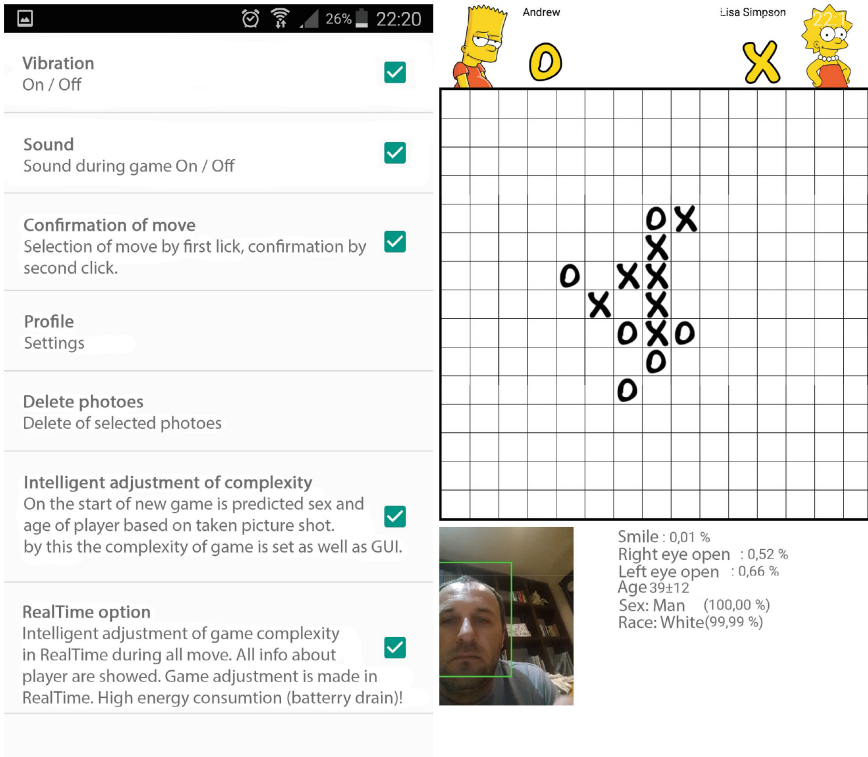 26% 22:20
Vibration
On / Off
Sound
Sound during game On / Off
Confirmation of move
Selection of move by first lick, confirmation by
second click.
Profile
Settings
Delete photoes
Delete of selected photoes
Intelligent adjustment of complexity
On the start of new game is predicted sex and
age of player based on taken picture shot.
by this the complexity of game is set as well as GUI.
RealTime option
Intelligent adjustment of game complexity
in RealTime during all move. All info about
player are showed. Game adjustment is made in
RealTime. High energy consumtion (batterry drain)!
Andrew
Lisa Simpson
O X
O X
X
O X X
X X
O X O
O
O
Smile : 0,01 %
Right eye open : 0,52 %
Left eye open : 0,66 %
Age 39±12
Sex: Man (100,00 %)
Race: White(99,99 %)